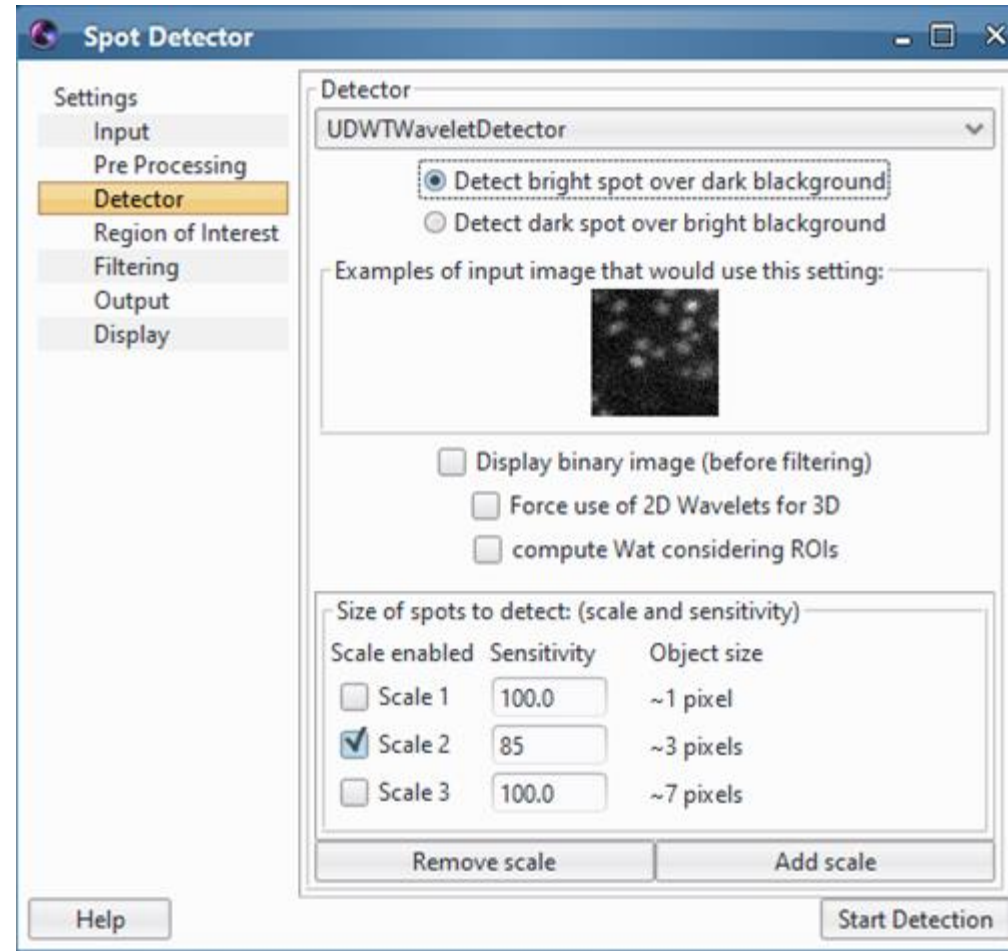 Spot Detector
Settings
Input
Pre Processing
Detector
Region of Interest
Filtering
Output
Display
Detector
UDWTWaveletDetector
Detect bright spot over dark blackground
Detect dark spot over bright blackground
Examples of input image that would use this setting:
Display binary image (before filtering)
Force use of 2D Wavelets for 3D
compute Wat considering ROIs
Size of spots to detect: (scale and sensitivity)
Scale enabled Sensitivity Object size
Scale 1 100.0 ~1 pixel
Scale 2 85 ~3 pixels
Scale 3 100.0 ~7 pixels
Remove scale Add scale
Help Start Detection